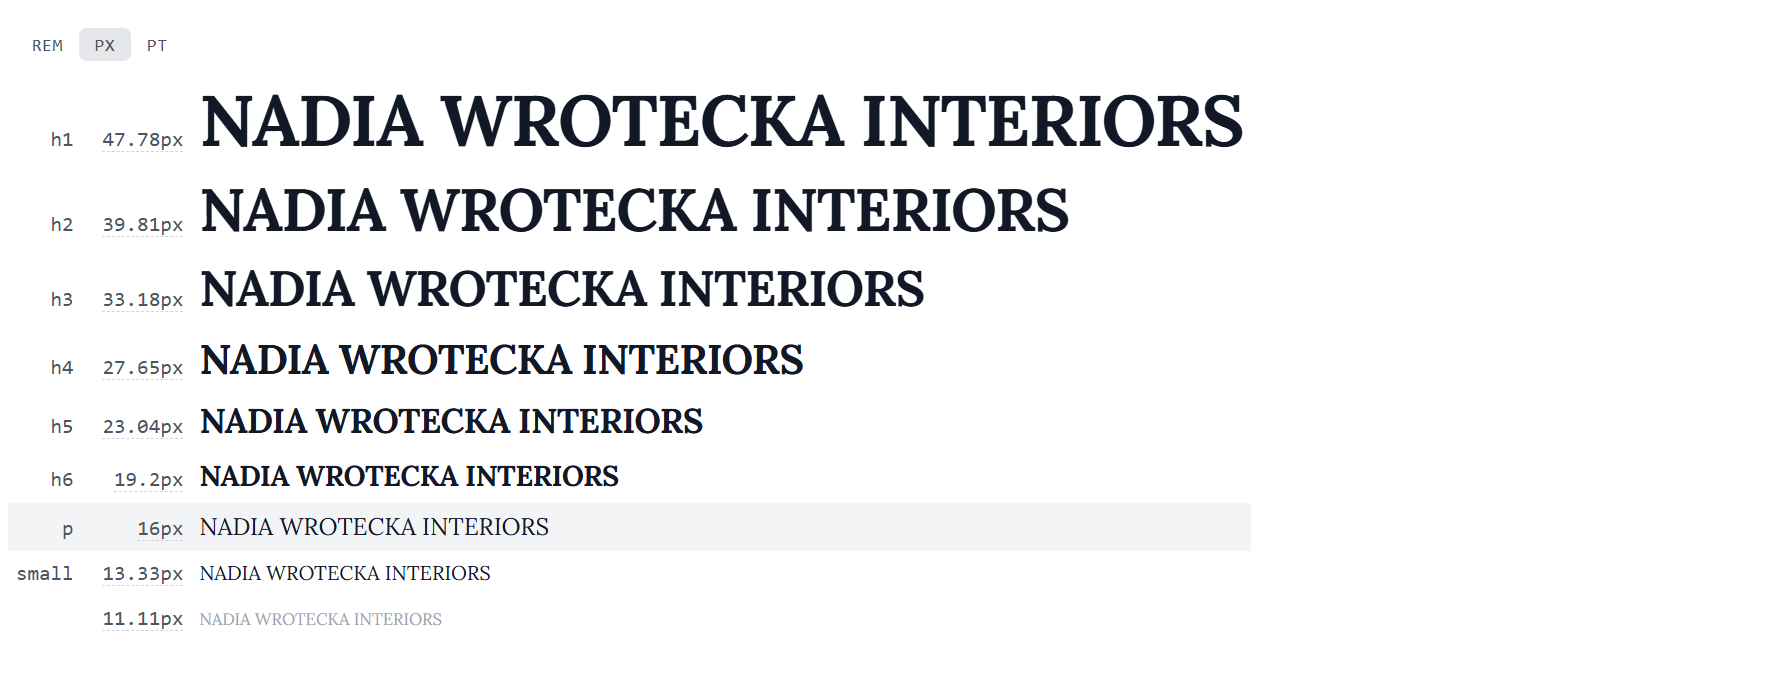 REM PX PT
h1 47.78px NADIA WROTECKA INTERIORS
h2 39.81px NADIA WROTECKA INTERIORS
h3 33.18px NADIA WROTECKA INTERIORS
h4 27.65px NADIA WROTECKA INTERIORS
h5 23.04px NADIA WROTECKA INTERIORS
h6 19.2px NADIA WROTECKA INTERIORS
p 16px NADIA WROTECKA INTERIORS
small 13.33px NADIA WROTECKA INTERIORS
11.11px NADIA WROTECKA INTERIORS